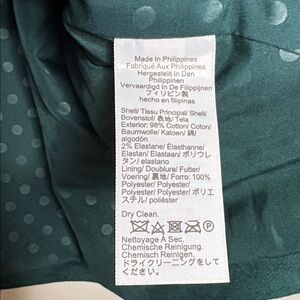 Made In Philippines
Fabriqué Aux Philippines
Hergestellt In Den
Philippinen
Vervaardigd In De Filippijnen
フィリピン製
hecho en filipinas
Shell/ Tissu Principal/ Shell/
Bovenstof/ 表地/ Tela
Exterior: 98% Cotton/ Coton/
Baumwolle/ Katoen/ 綿/
algodón
2% Elastane/ Élasthanne/
Elastan/ Elastaan/ ポリウレ
タン/ elastano
Lining/ Doublure/ Futter/
Voering/ 裏地/ Forro: 100%
Polyester/ Polyester/
Polyester/ Polyester/ ポリエ
ステル/ poliéster
Dry Clean.
Nettoyage A Sec.
Chemische Reinigung.
Chemisch Reinigen.
ドライクリーニングをして
ください